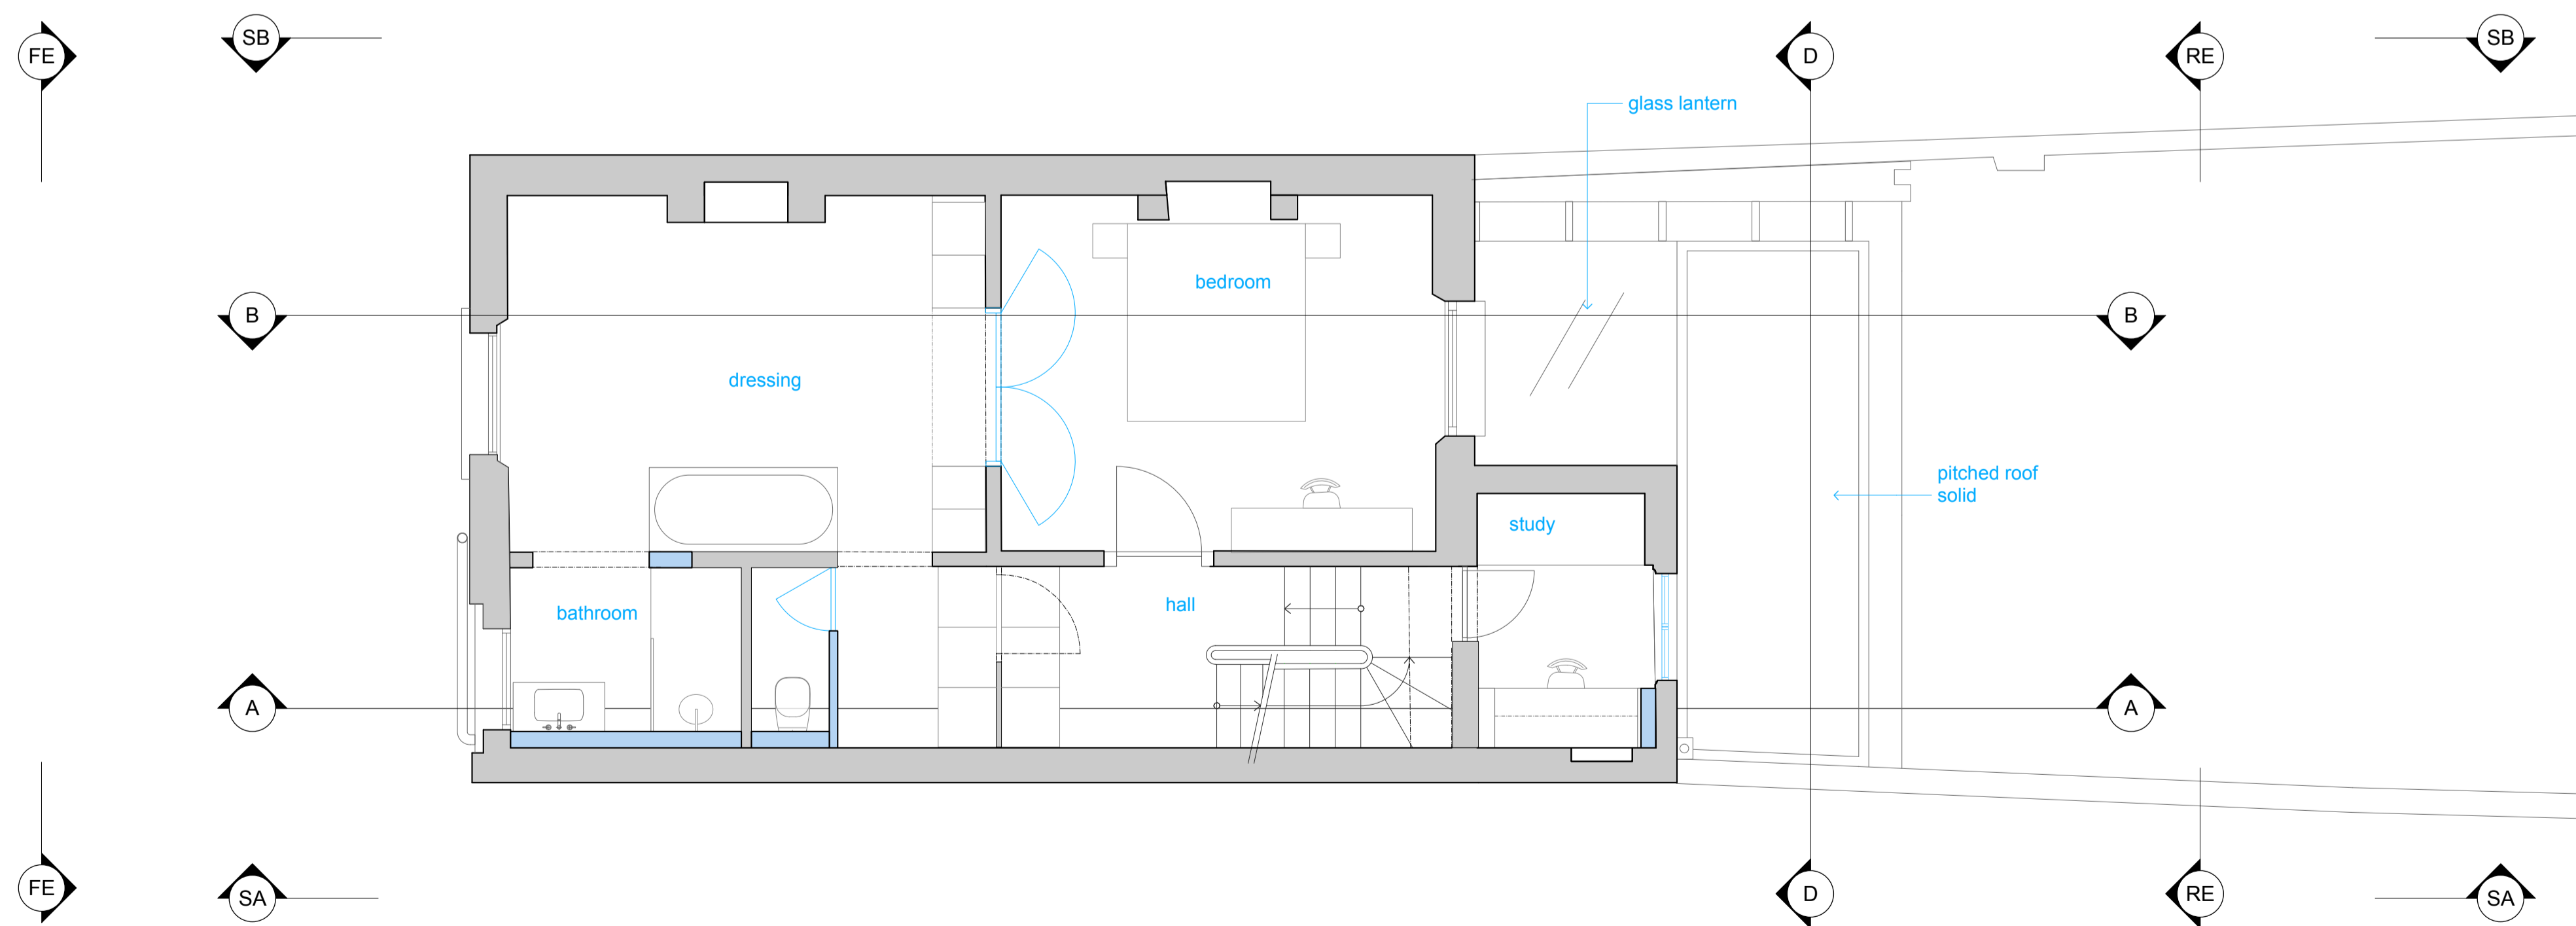 FE
SB
D
RE
SB
glass lantern
bedroom
B
B
dressing
pitched roof
solid
study
bathroom
hall
A
A
FE
SA
D
RE
SA